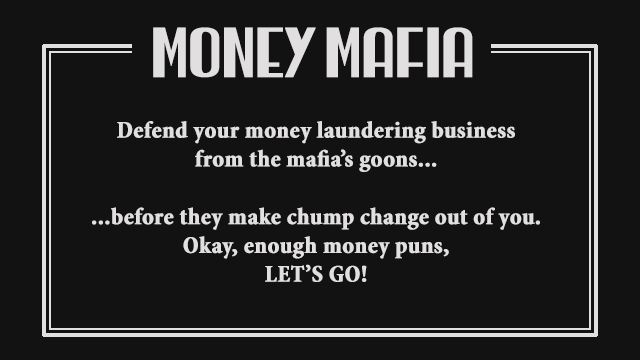 MONEY MAFIA
Defend your money laundering business
from the mafia's goons...
...before they make chump change out of you.
Okay, enough money puns,
LET'S GO!